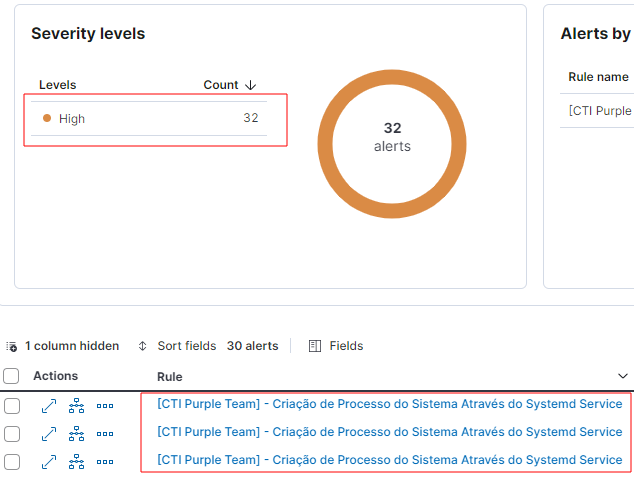 Severity levels
Alerts by
Levels
Count
Rule name
High
32
[CTI Purple
32
alerts
1 column hidden
Sort fields
30 alerts
Fields
Actions
Rule
[CTI Purple Team] - Criação de Processo do Sistema Através do Systemd Service
[CTI Purple Team] - Criação de Processo do Sistema Através do Systemd Service
[CTI Purple Team] - Criação de Processo do Sistema Através do Systemd Service